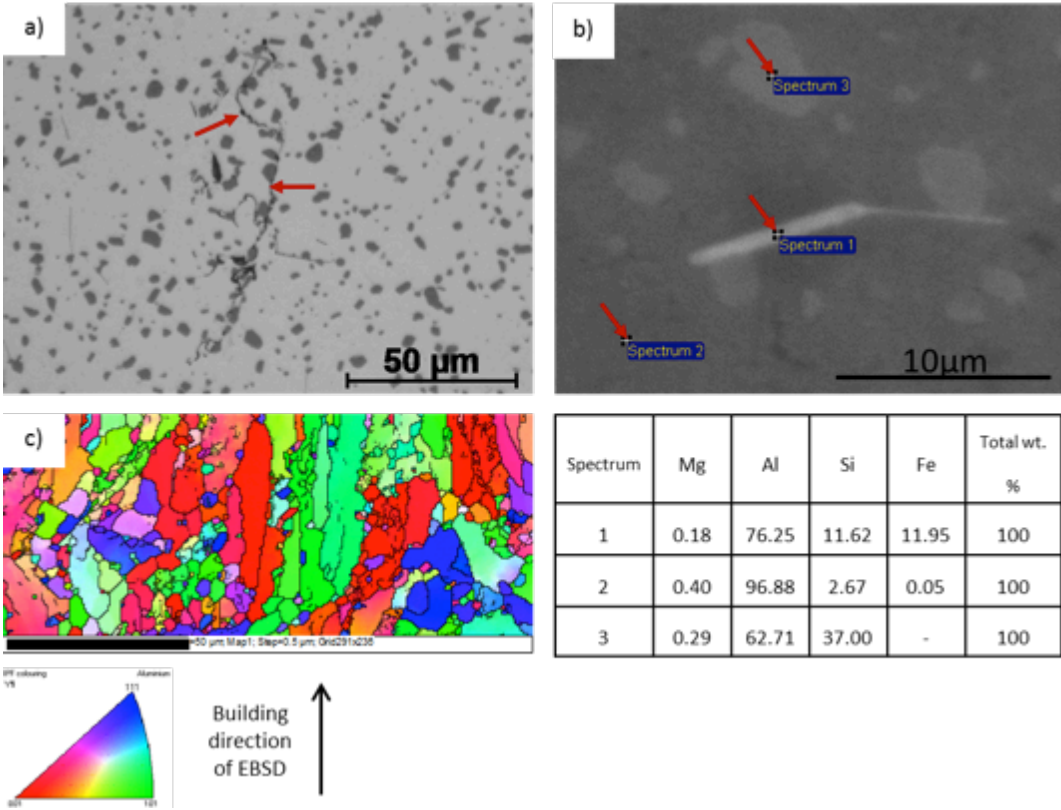 a)
50 µm
b)
Spectrum 3
Spectrum 1
Spectrum 2
10µm
c)
=50 µm; Map1; Step=0.5 µm; Grid291x236
Spectrum Mg Al Si Fe Total wt. %
1 0.18 76.25 11.62 11.95 100
2 0.40 96.88 2.67 0.05 100
3 0.29 62.71 37.00 - 100
colouring Aluminium
111
001 101
Building
direction
of EBSD